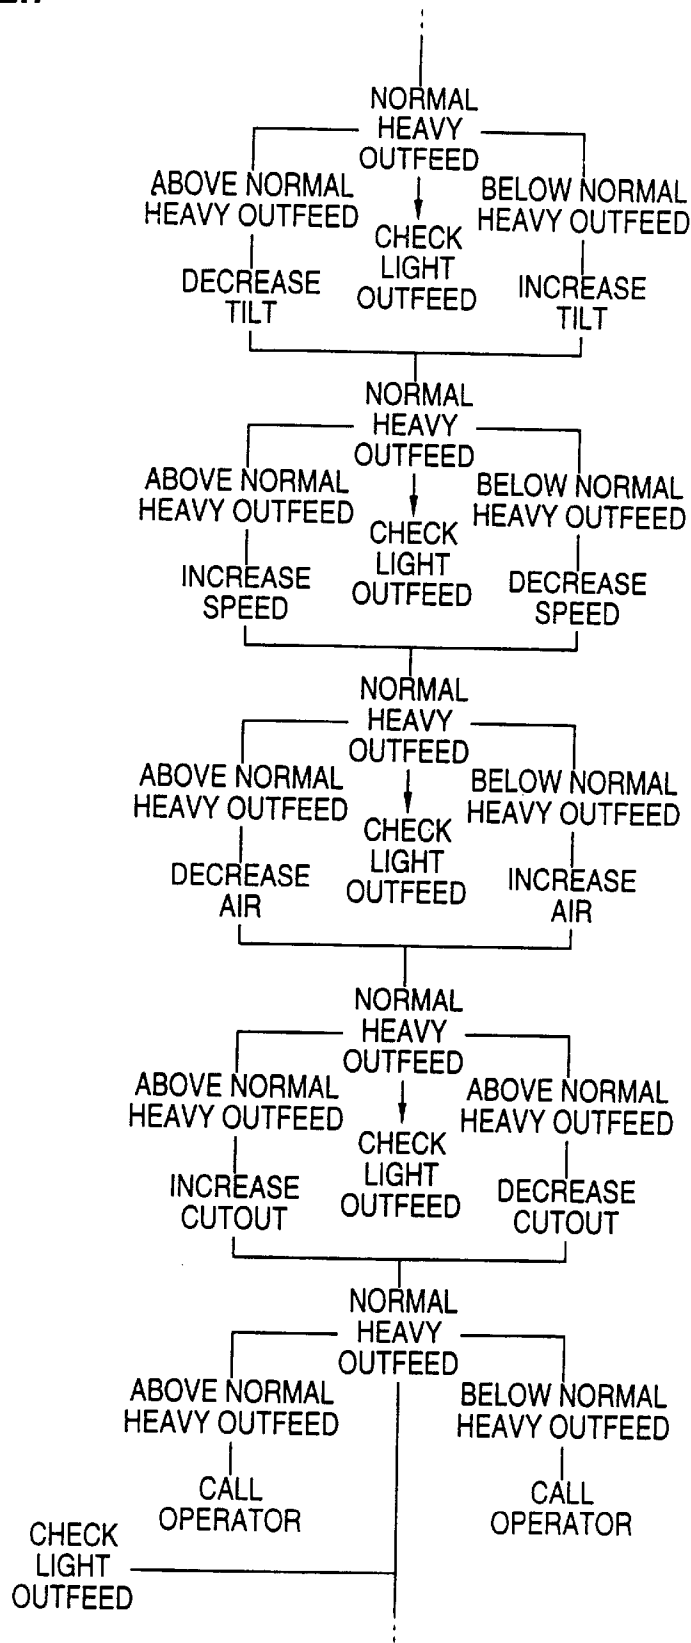 NORMAL
HEAVY
OUTFEED
ABOVE NORMAL
HEAVY OUTFEED
CHECK
LIGHT
OUTFEED
BELOW NORMAL
HEAVY OUTFEED
DECREASE
TILT
INCREASE
TILT
NORMAL
HEAVY
OUTFEED
ABOVE NORMAL
HEAVY OUTFEED
CHECK
LIGHT
OUTFEED
BELOW NORMAL
HEAVY OUTFEED
INCREASE
SPEED
DECREASE
SPEED
NORMAL
HEAVY
OUTFEED
ABOVE NORMAL
HEAVY OUTFEED
CHECK
LIGHT
OUTFEED
BELOW NORMAL
HEAVY OUTFEED
DECREASE
AIR
INCREASE
AIR
NORMAL
HEAVY
OUTFEED
ABOVE NORMAL
HEAVY OUTFEED
CHECK
LIGHT
OUTFEED
ABOVE NORMAL
HEAVY OUTFEED
INCREASE
CUTOUT
DECREASE
CUTOUT
NORMAL
HEAVY
OUTFEED
ABOVE NORMAL
HEAVY OUTFEED
BELOW NORMAL
HEAVY OUTFEED
CALL
OPERATOR
CALL
OPERATOR
CHECK
LIGHT
OUTFEED